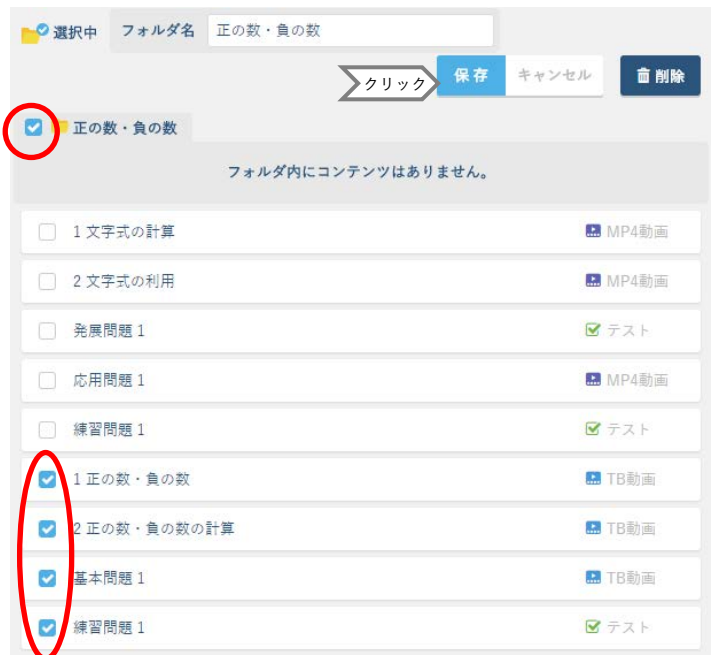 選択中 フォルダ名 正の数・負の数
クリック 保存 キャンセル 削除
正の数・負の数
フォルダ内にコンテンツはありません。
1 文字式の計算 MP4動画
2 文字式の利用 MP4動画
発展問題 1 テスト
応用問題 1 MP4動画
練習問題 1 テスト
1 正の数・負の数 TB動画
2 正の数・負の数の計算 TB動画
基本問題 1 TB動画
練習問題 1 テスト